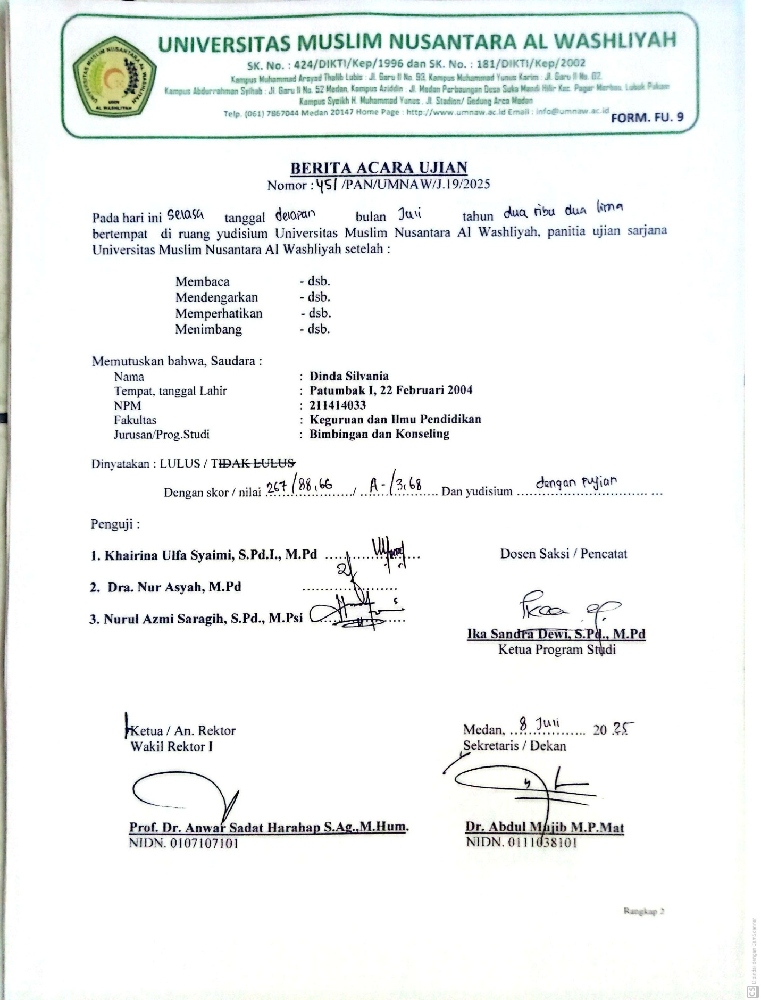 UNIVERSITAS MUSLIM NUSANTARA AL WASHLIYAH
SK. No. : 424/DIKTI/Kep/1996 dan SK. No. : 181/DIKTI/Kep/2002
Kampus Muhammad Arsyad Thalib Lubis : Jl. Garu II No. 93, Kampus Muhammad Yunus Karim : Jl. Garu II No. 02,
Kampus Abdurrahman Syihab : Jl. Garu II No. 52 Medan, Kampus Aziddin : Jl. Medan Perbaungan Desa Suka Mandi Hilir Kec. Pagar Merbau, Lubuk Pakam
Kampus Syeikh H. Muhammad Yunus , Jl. Stadion/ Gedung Arca Medan
Telp. (061) 7867044 Medan 20147 Home Page : http://www.umnaw.ac.id Email : info@umnaw.ac.id
FORM. FU. 9
UNIVERSITAS MUSLIM NUSANTARA AL WASHLIYAH
UMN
AL WASHLIYAH
BERITA ACARA UJIAN
Nomor : 451 /PAN/UMNAW/J.19/2025
Pada hari ini Selasa tanggal delapan bulan Juli tahun dua ribu dua lima
bertempat di ruang yudisium Universitas Muslim Nusantara Al Washliyah, panitia ujian sarjana
Universitas Muslim Nusantara Al Washliyah setelah :
Membaca - dsb.
Mendengarkan - dsb.
Memperhatikan - dsb.
Menimbang - dsb.
Memutuskan bahwa, Saudara :
Nama : Dinda Silvania
Tempat, tanggal Lahir : Patumbak I, 22 Februari 2004
NPM : 211414033
Fakultas : Keguruan dan Ilmu Pendidikan
Jurusan/Prog.Studi : Bimbingan dan Konseling
Dinyatakan : LULUS / TIDAK LULUS
Dengan skor / nilai 267/88,66 / A-/3,68 Dan yudisium dengan pujian
Penguji :
1. Khairina Ulfa Syaimi, S.Pd.I., M.Pd
Dosen Saksi / Pencatat
2. Dra. Nur Asyah, M.Pd
3. Nurul Azmi Saragih, S.Pd., M.Psi
Ika Sandra Dewi, S.Pd., M.Pd
Ketua Program Studi
Ketua / An. Rektor
Wakil Rektor I
Medan, 8 Juli 2025
Sekretaris / Dekan
Prof. Dr. Anwar Sadat Harahap S.Ag.,M.Hum.
NIDN. 0107107101
Dr. Abdul Mujib M.P.Mat
NIDN. 0111038101
Rangkap 2
CS Dipindai dengan CamScanner